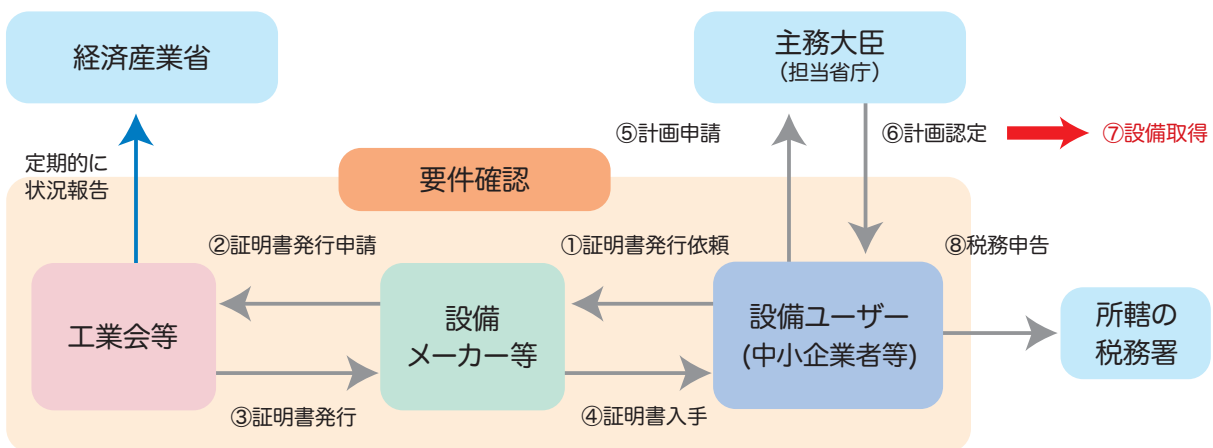 経済産業省
主務大臣
(担当省庁)
⑤計画申請
⑥計画認定
⑦設備取得
定期的に
状況報告
要件確認
②証明書発行申請
①証明書発行依頼
⑧税務申告
工業会等
設備
メーカー等
設備ユーザー
(中小企業者等)
所轄の
税務署
③証明書発行
④証明書入手